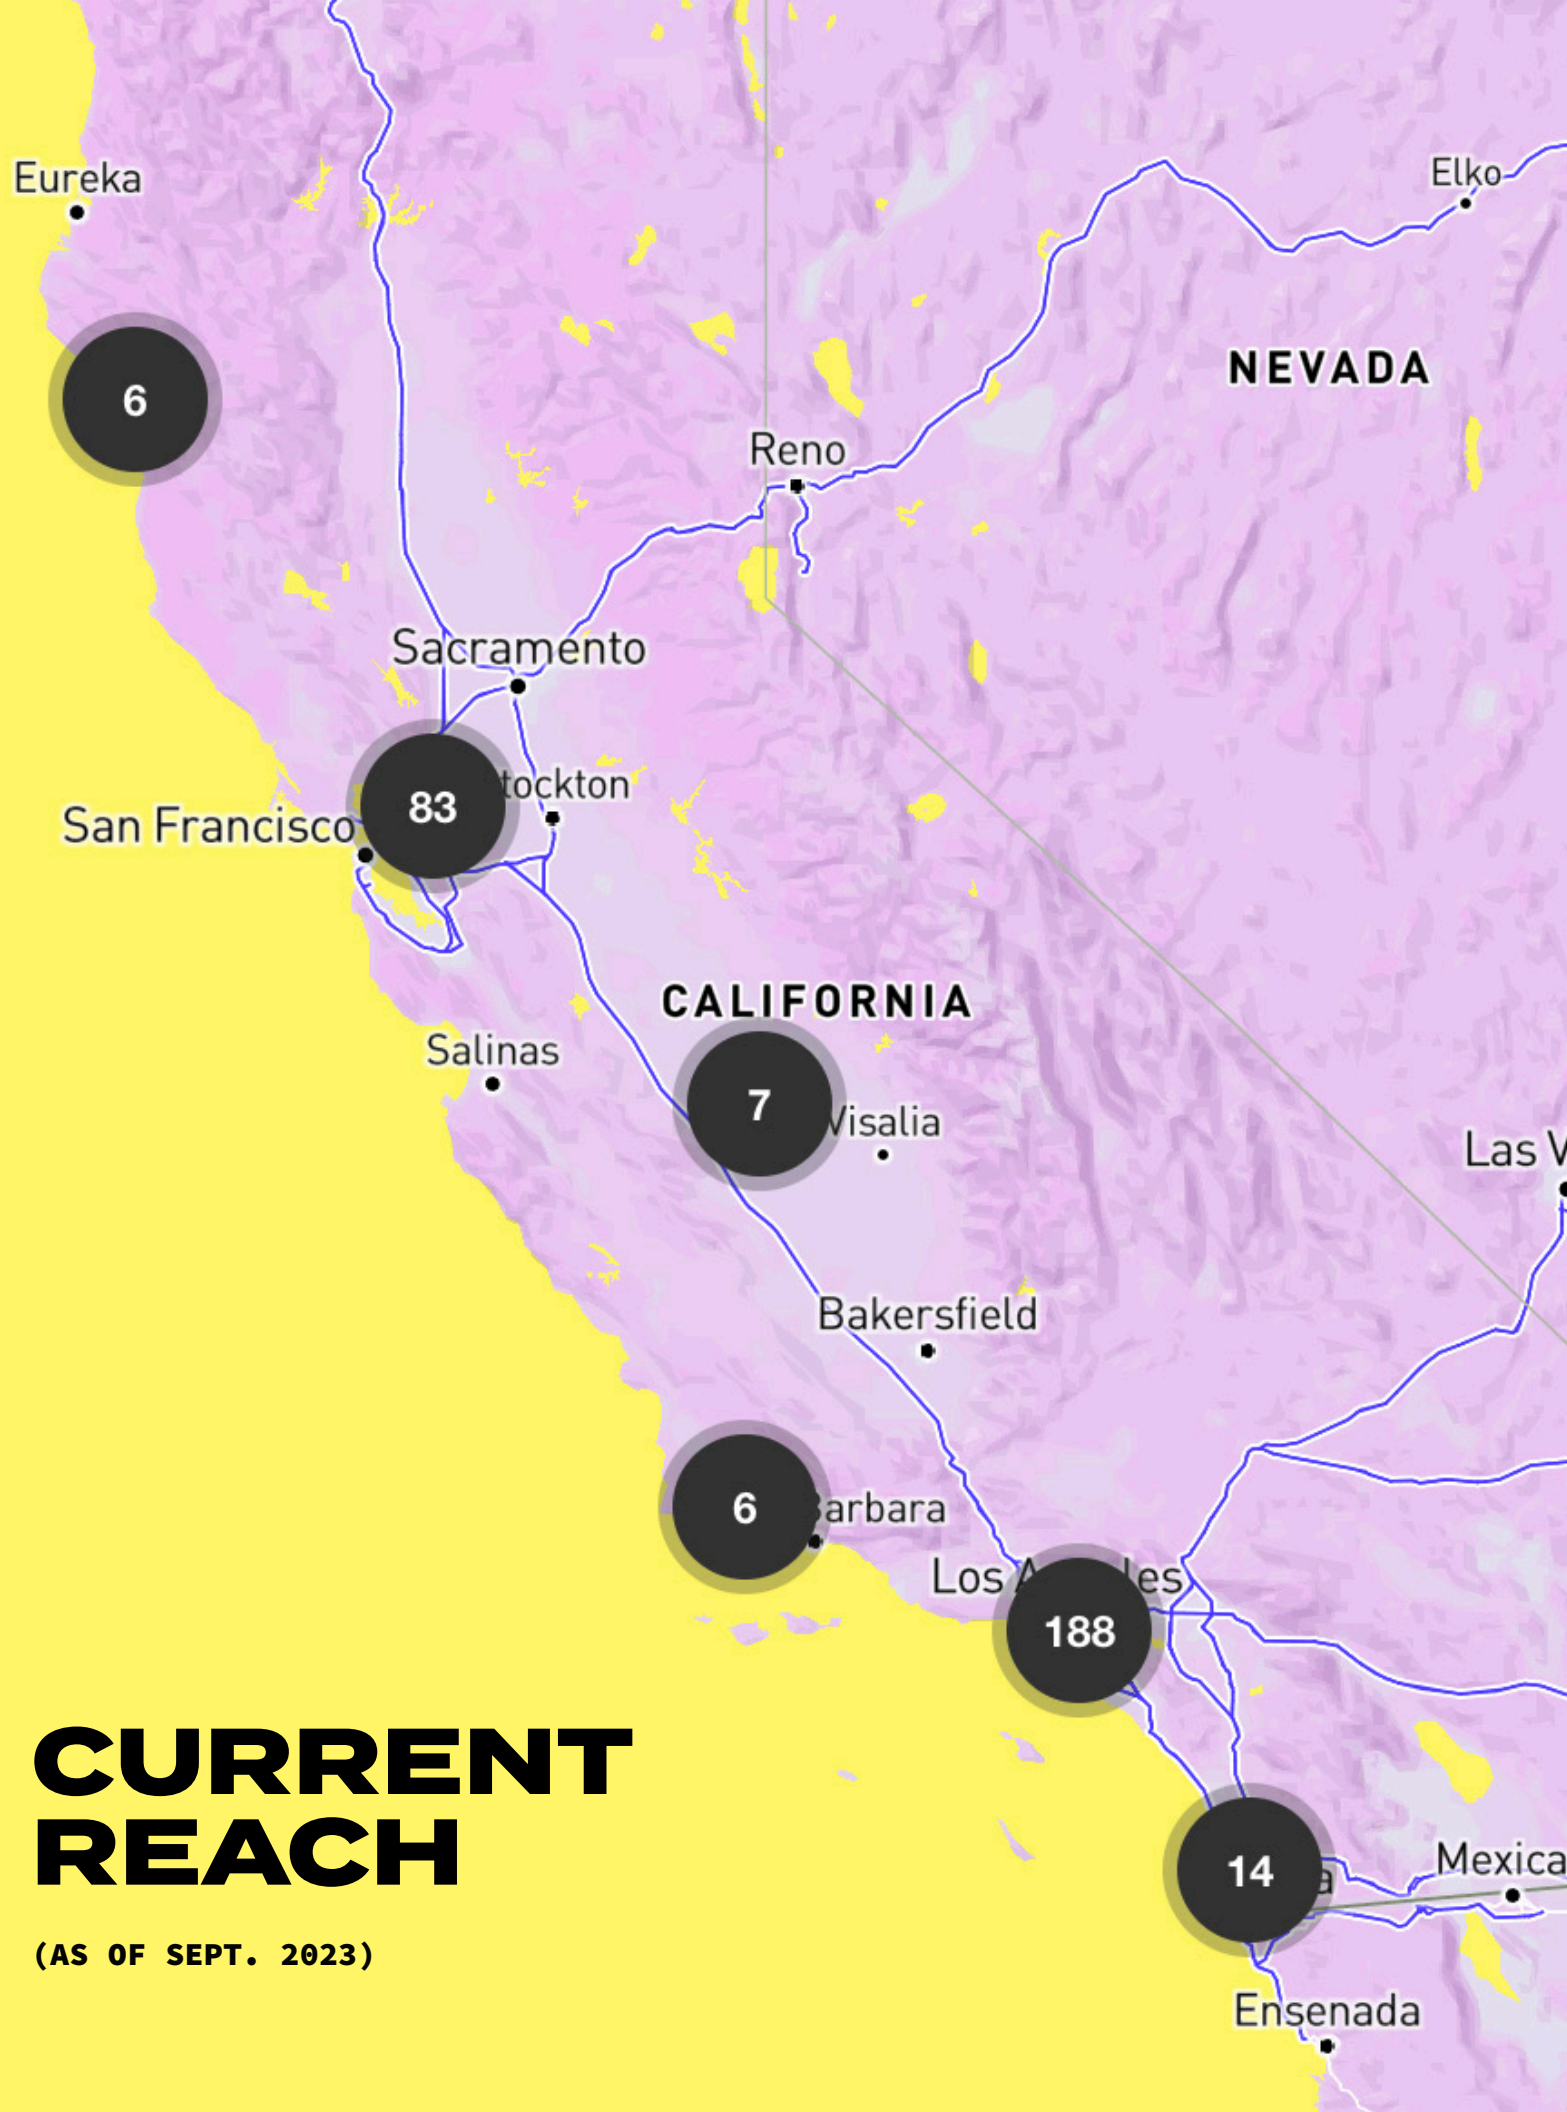 Eureka
Elko
NEVADA
6
Reno
Sacramento
83
tockton
San Francisco
CALIFORNIA
Salinas
7
Visalia
Las V
Bakersfield
6
arbara
Los A les
188
CURRENT
REACH
14
a
Mexica
(AS OF SEPT. 2023)
Ensenada